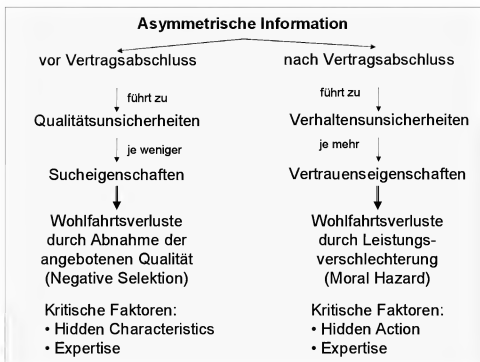 Asymmetrische Information
vor Vertragsabschluss
führt zu
Qualitätsunsicherheiten
je weniger
Sucheigenschaften
Wohlfahrtsverluste
durch Abnahme der
angebotenen Qualität
(Negative Selektion)
Kritische Faktoren:
• Hidden Characteristics
• Expertise
nach Vertragsabschluss
führt zu
Verhaltensunsicherheiten
je mehr
Vertrauenseigenschaften
Wohlfahrtsverluste
durch Leistungs-
verschlechterung
(Moral Hazard)
Kritische Faktoren:
• Hidden Action
• Expertise